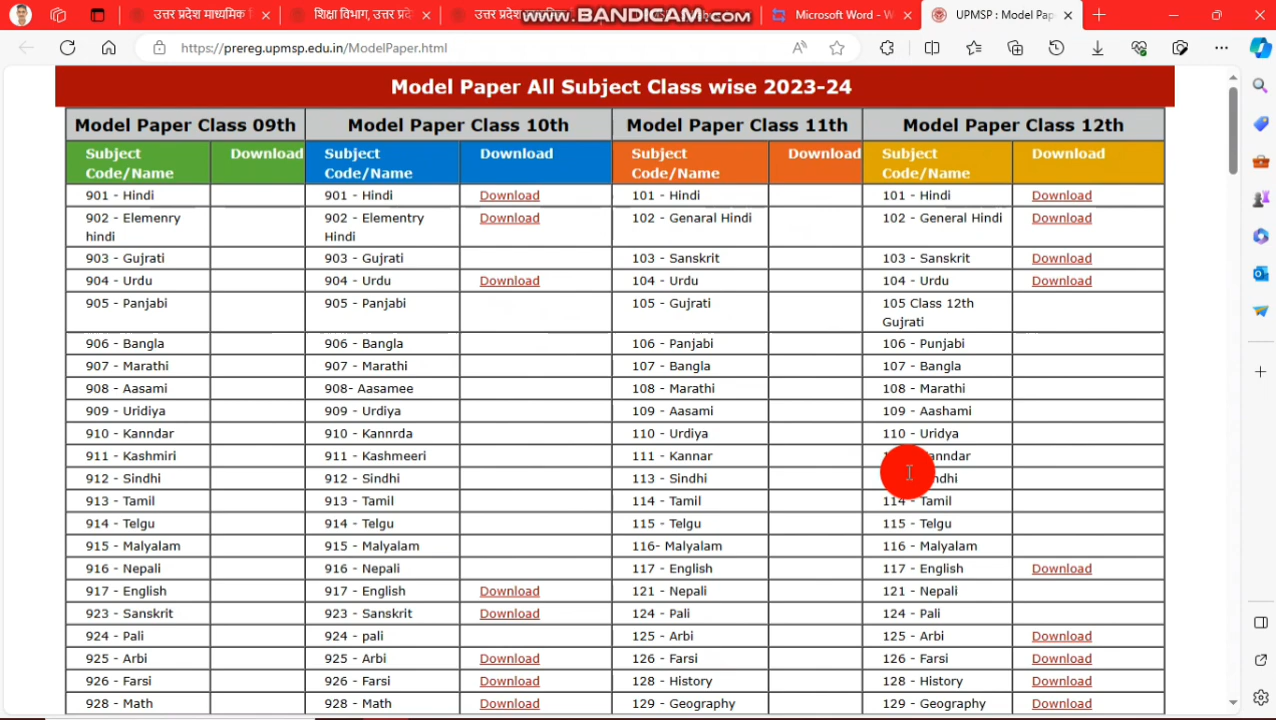 उत्तर प्रदेश माध्यमिक
शिक्षा विभाग, उत्तर प्रदे
उत्तर प्रदे
www.BANDICAM.com
Microsoft Word - W
UPMSP : Model Pap
https://prereg.upmsp.edu.in/ModelPaper.html
Model Paper All Subject Class wise 2023-24
Model Paper Class 09th Model Paper Class 10th Model Paper Class 11th Model Paper Class 12th
Subject Code/Name Download Subject Code/Name Download Subject Code/Name Download Subject Code/Name Download
901 - Hindi 901 - Hindi Download 101 - Hindi 101 - Hindi Download
902 - Elemenry hindi 902 - Elementry Hindi Download 102 - Genaral Hindi 102 - General Hindi Download
903 - Gujrati 903 - Gujrati 103 - Sanskrit 103 - Sanskrit Download
904 - Urdu 904 - Urdu Download 104 - Urdu 104 - Urdu Download
905 - Panjabi 905 - Panjabi 105 - Gujrati 105 Class 12th Gujrati
906 - Bangla 906 - Bangla 106 - Panjabi 106 - Punjabi
907 - Marathi 907 - Marathi 107 - Bangla 107 - Bangla
908 - Aasami 908- Aasamee 108 - Marathi 108 - Marathi
909 - Uridiya 909 - Urdiya 109 - Aasami 109 - Aashami
910 - Kanndar 910 - Kannrda 110 - Urdiya 110 - Uridya
911 - Kashmiri 911 - Kashmeeri 111 - Kannar
912 - Sindhi 912 - Sindhi 113 - Sindhi
913 - Tamil 913 - Tamil 114 - Tamil 114 - Tamil
914 - Telgu 914 - Telgu 115 - Telgu 115 - Telgu
915 - Malyalam 915 - Malyalam 116- Malyalam 116 - Malyalam
916 - Nepali 916 - Nepali 117 - English 117 - English Download
917 - English 917 - English Download 121 - Nepali 121 - Nepali
923 - Sanskrit 923 - Sanskrit Download 124 - Pali 124 - Pali
924 - Pali 924 - pali 125 - Arbi 125 - Arbi Download
925 - Arbi 925 - Arbi Download 126 - Farsi 126 - Farsi Download
926 - Farsi 926 - Farsi Download 128 - History 128 - History Download
928 - Math 928 - Math Download 129 - Geography 129 - Geography Download